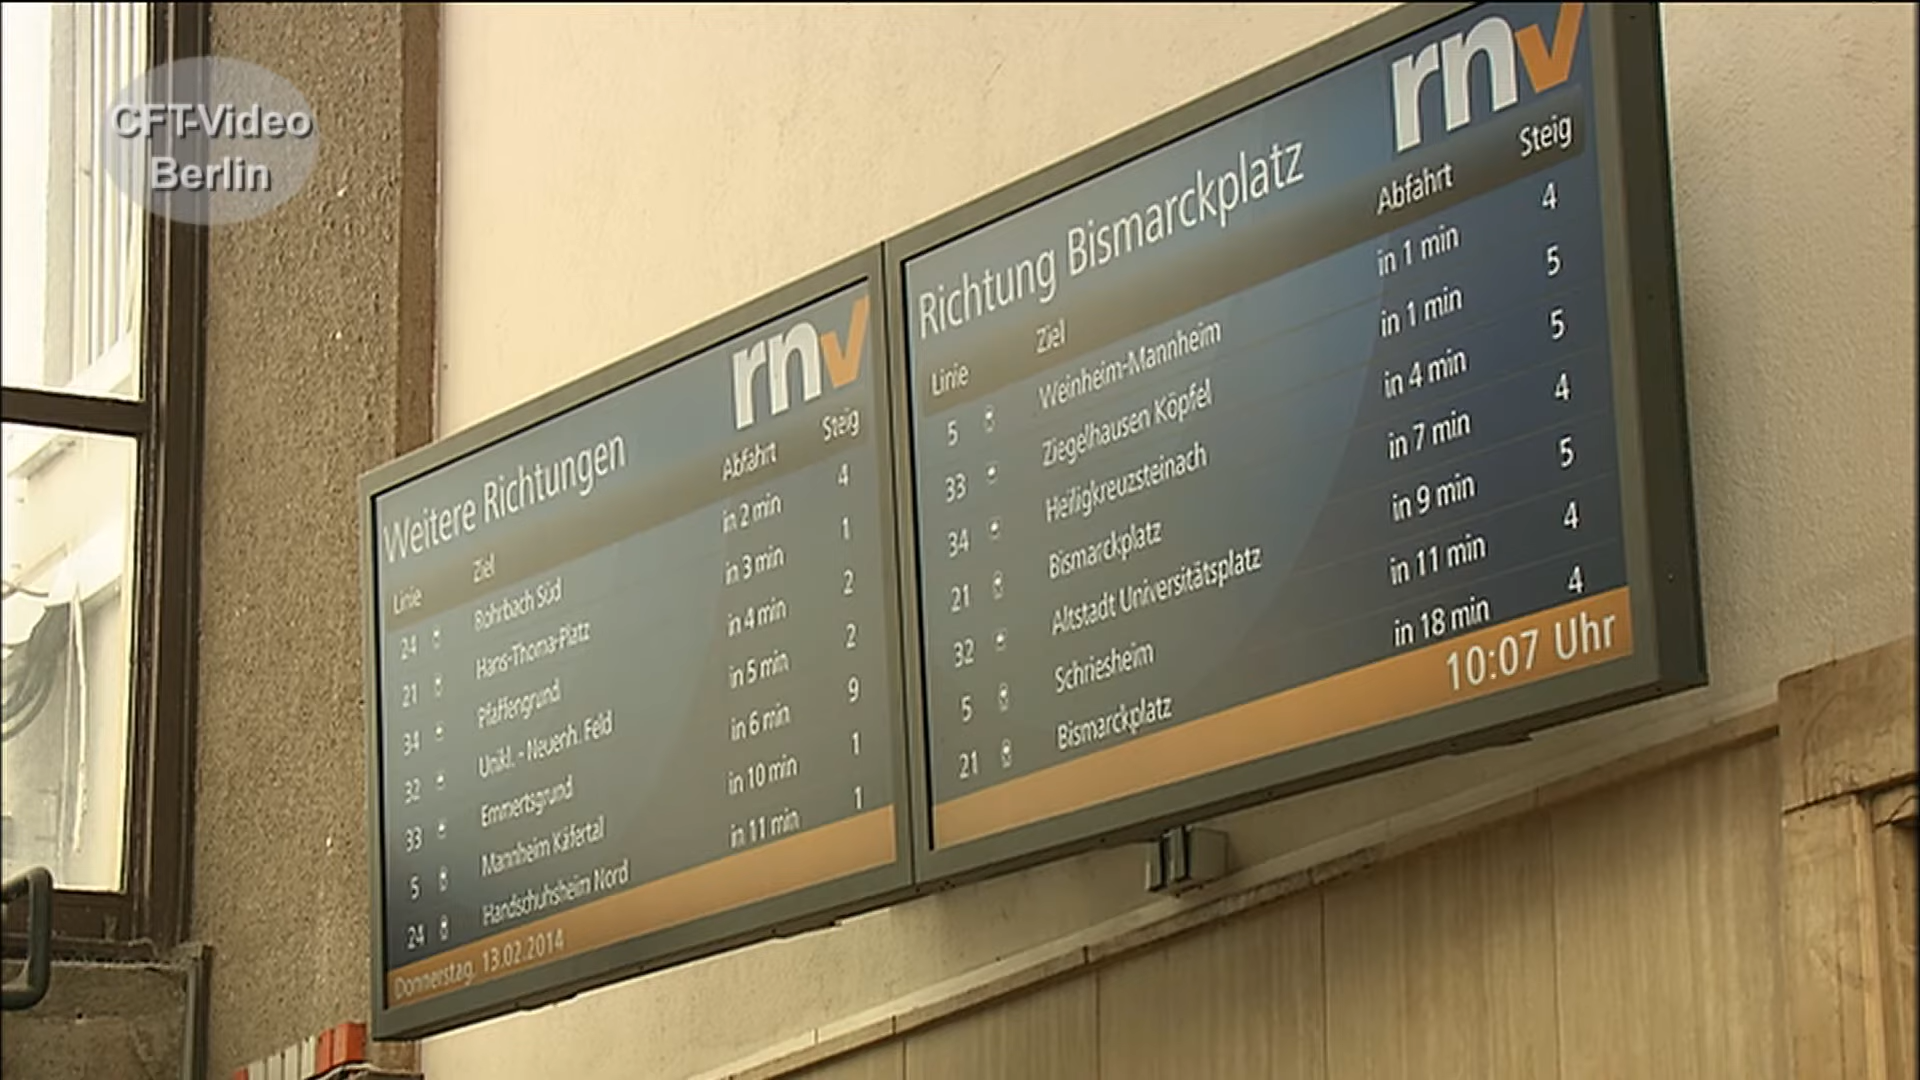 CFT-Video
Berlin
Weitere Richtungen rnv
Linie Ziel Abfahrt Steig
24 Rohrbach Süd in 2 min 4
21 Hans-Thoma-Platz in 3 min 1
34 Pfaffengrund in 4 min 2
32 Unikl. - Neuenh. Feld in 5 min 2
33 Emmertsgrund in 6 min 9
5 Mannheim Käfertal in 10 min 1
24 Handschuhsheim Nord in 11 min 1
Donnerstag, 13.02.2014
Richtung Bismarckplatz rnv
Linie Ziel Abfahrt Steig
5 Weinheim-Mannheim in 1 min 4
33 Ziegelhausen Köpfel in 1 min 5
34 Heiligkreuzsteinach in 4 min 5
21 Bismarckplatz in 7 min 4
32 Altstadt Universitätsplatz in 9 min 5
5 Schriesheim in 11 min 4
21 Bismarckplatz in 18 min 4
10:07 Uhr